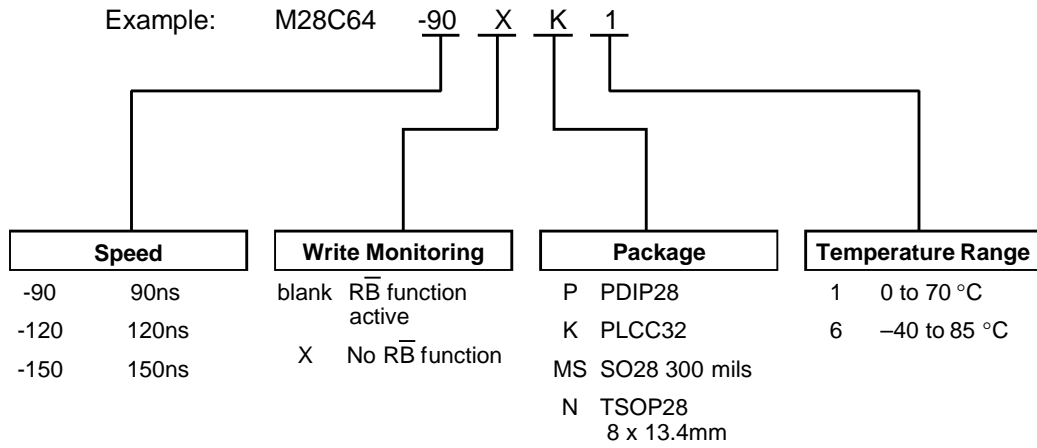 Example: M28C64 -90 X K 1
Speed
-90 90ns
-120 120ns
-150 150ns
Write Monitoring
blank RB̅ function
active
X No RB̅ function
Package
P PDIP28
K PLCC32
MS SO28 300 mils
N TSOP28
8 x 13.4mm
Temperature Range
1 0 to 70 °C
6 –40 to 85 °C